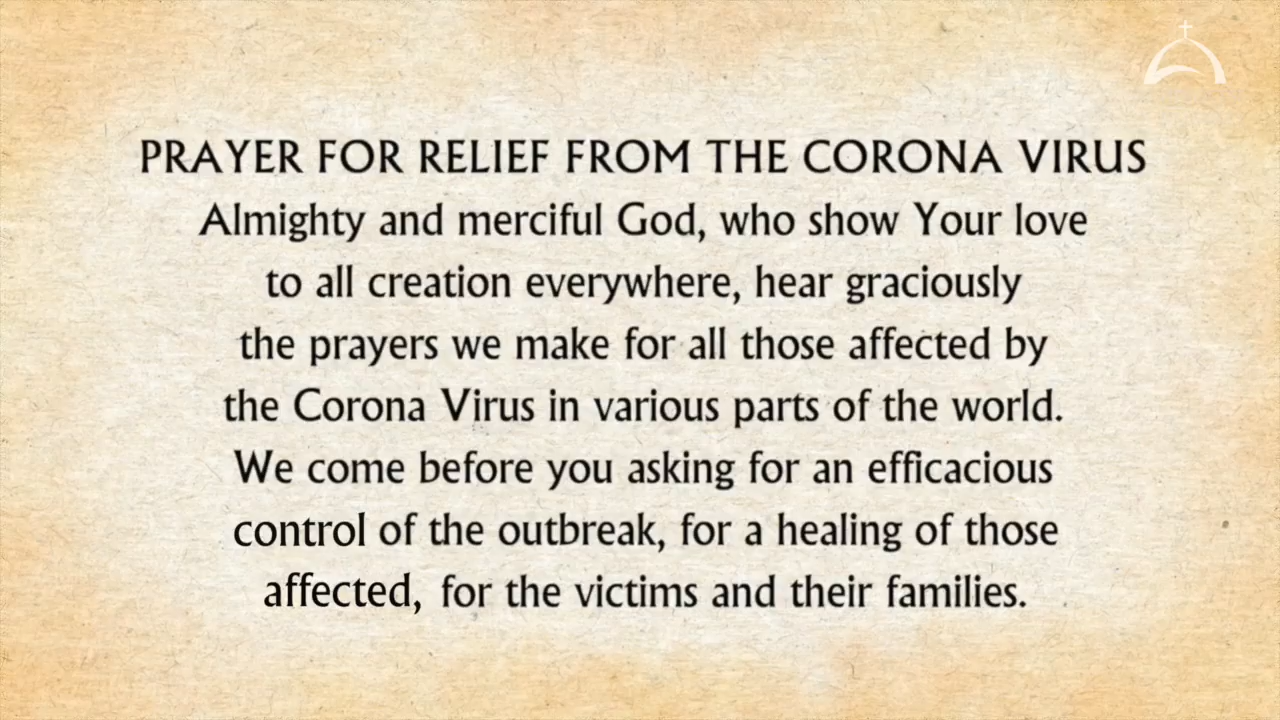 PRAYER FOR RELIEF FROM THE CORONA VIRUS
Almighty and merciful God, who show Your love
to all creation everywhere, hear graciously
the prayers we make for all those affected by
the Corona Virus in various parts of the world.
We come before you asking for an efficacious
control of the outbreak, for a healing of those
affected, for the victims and their families.